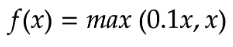 f(x) = max (0.1x, x)